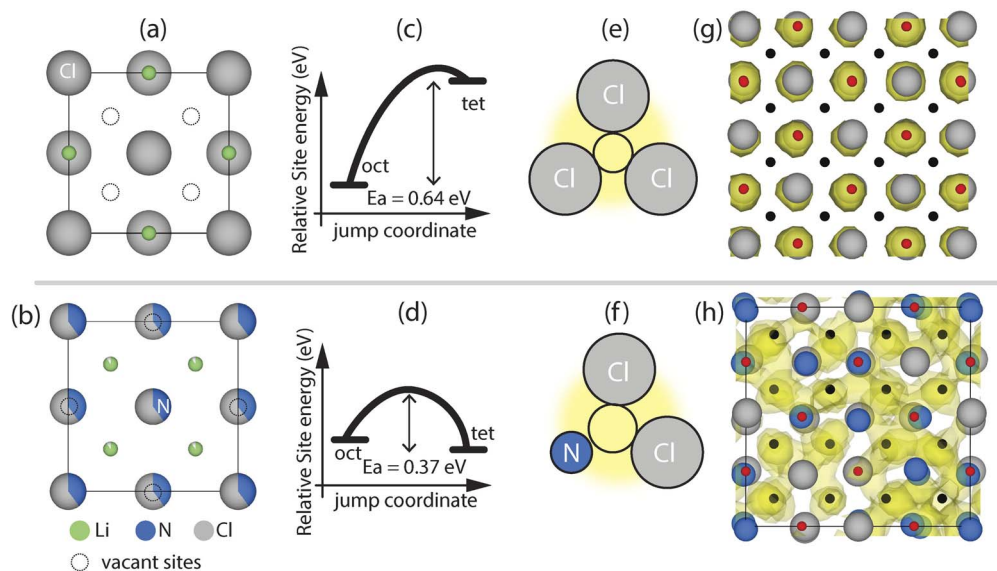 (a)
Cl
(c)
Relative Site energy (eV)
oct
tet
Ea = 0.64 eV
jump coordinate
(e)
Cl
Cl
Cl
(g)
(b)
N
Li
N
Cl
vacant sites
(d)
Relative Site energy (eV)
oct
tet
Ea = 0.37 eV
jump coordinate
(f)
Cl
N
Cl
(h)